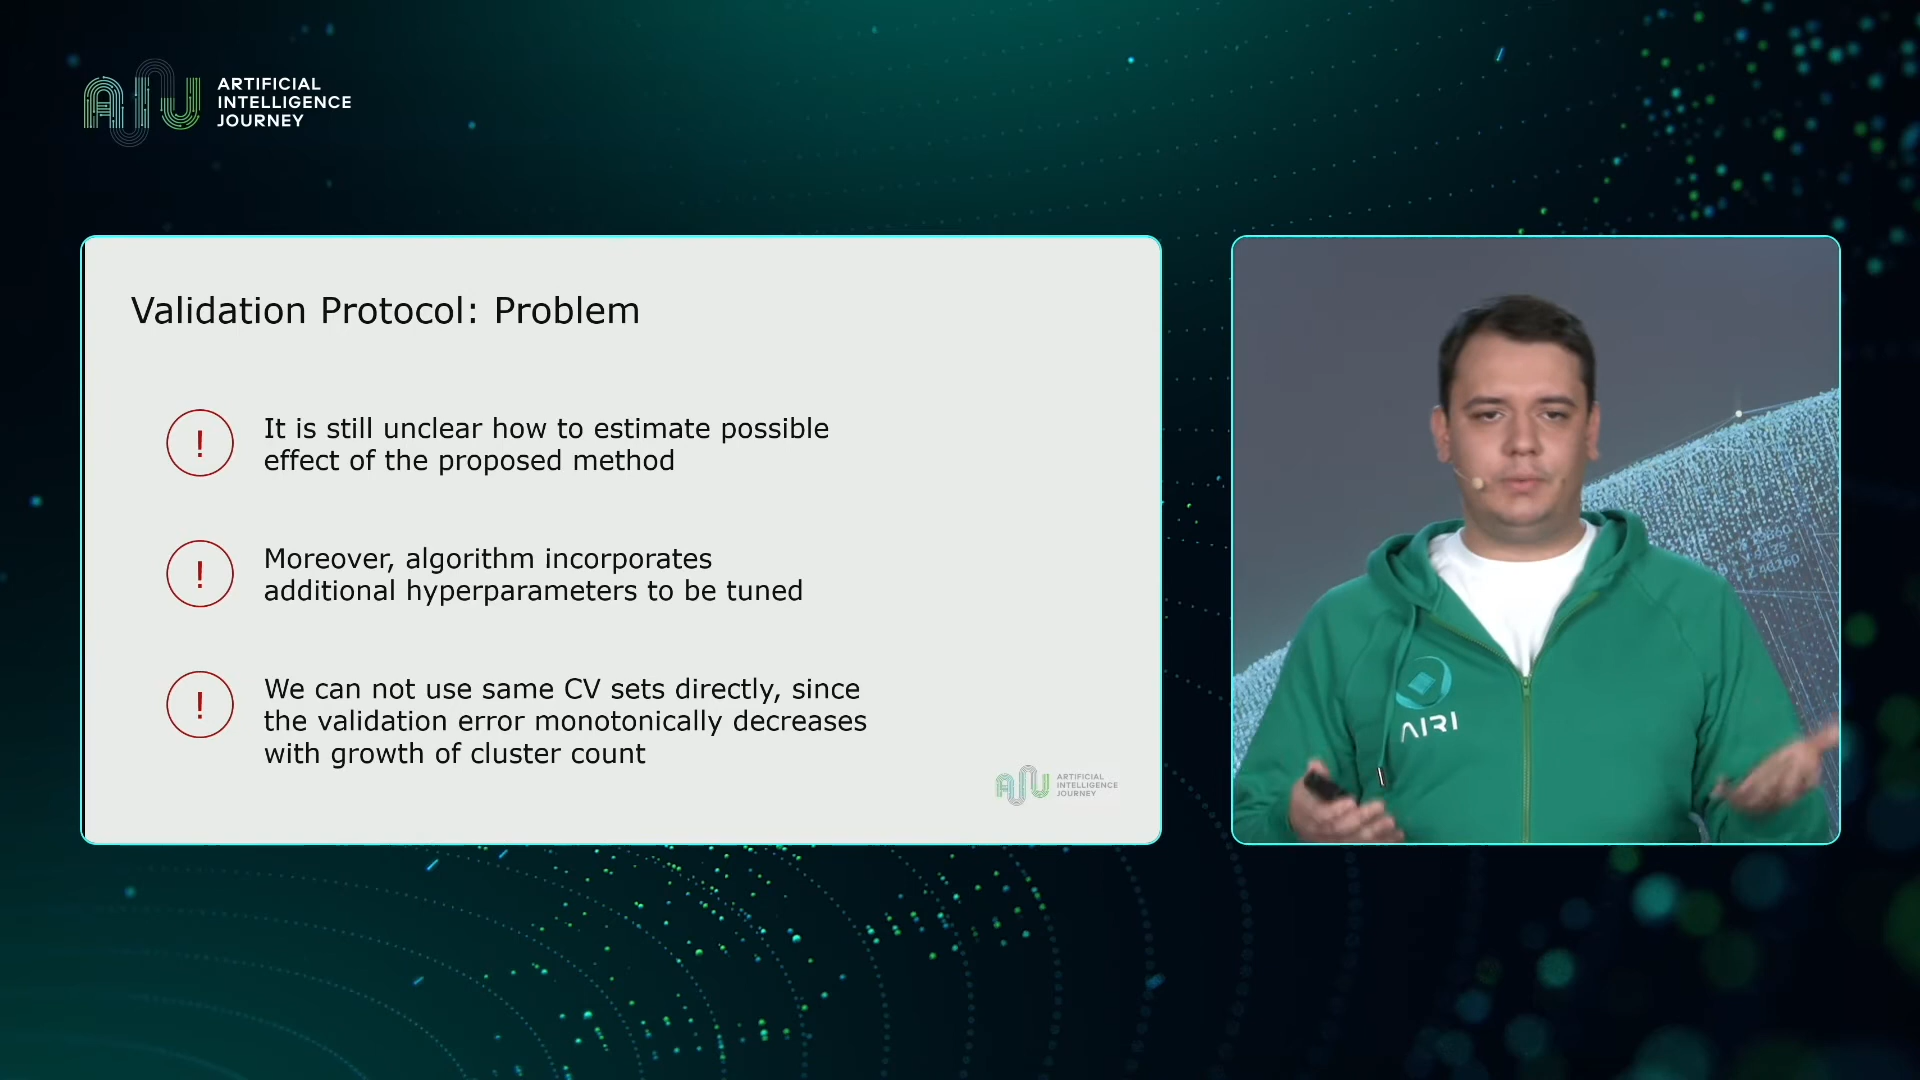 ARTIFICIAL
INTELLIGENCE
JOURNEY
Validation Protocol: Problem
! It is still unclear how to estimate possible
effect of the proposed method
! Moreover, algorithm incorporates
additional hyperparameters to be tuned
! We can not use same CV sets directly, since
the validation error monotonically decreases
with growth of cluster count
ARTIFICIAL
INTELLIGENCE
JOURNEY
AIRI